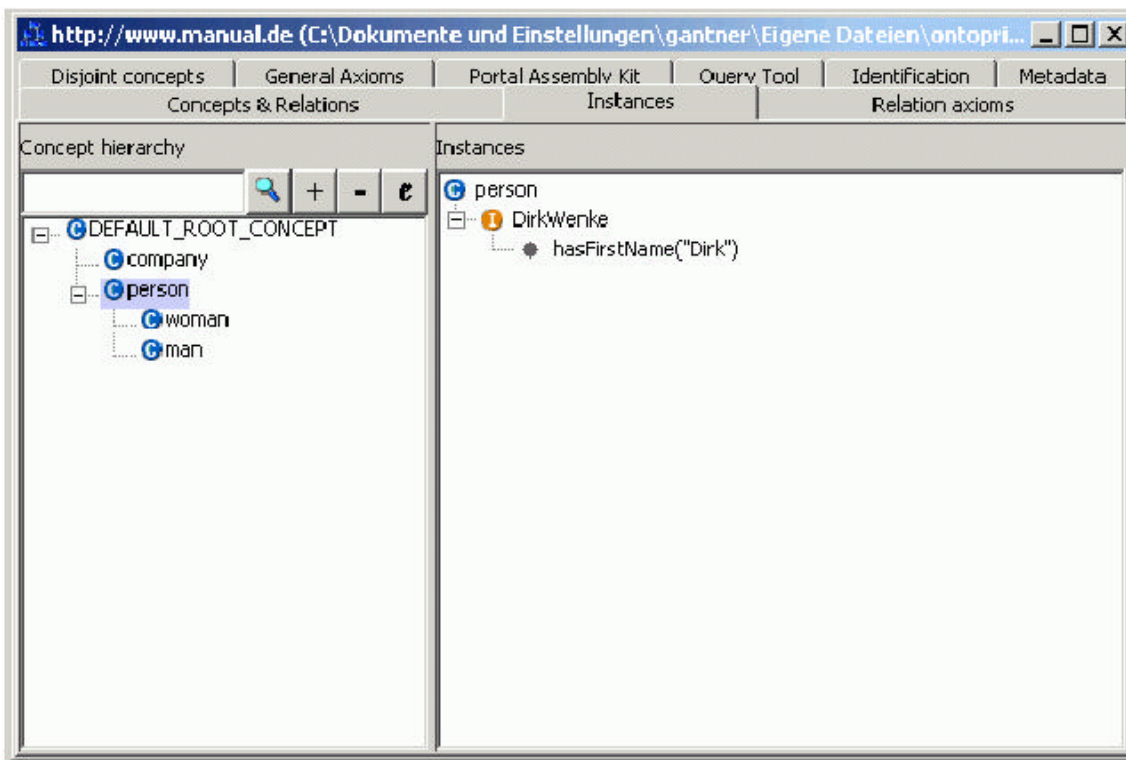 http://www.manual.de (C:\Dokumente und Einstellungen\gantner\Eigene Dateien\ontopri...
Disjoint concepts General Axioms Portal Assembly Kit Query Tool Identification Metadata
Concepts & Relations Instances Relation axioms
Concept hierarchy
+ - e
DEFAULT_ROOT_CONCEPT
company
person
woman
man
Instances
person
DirkWenke
hasFirstName("Dirk")